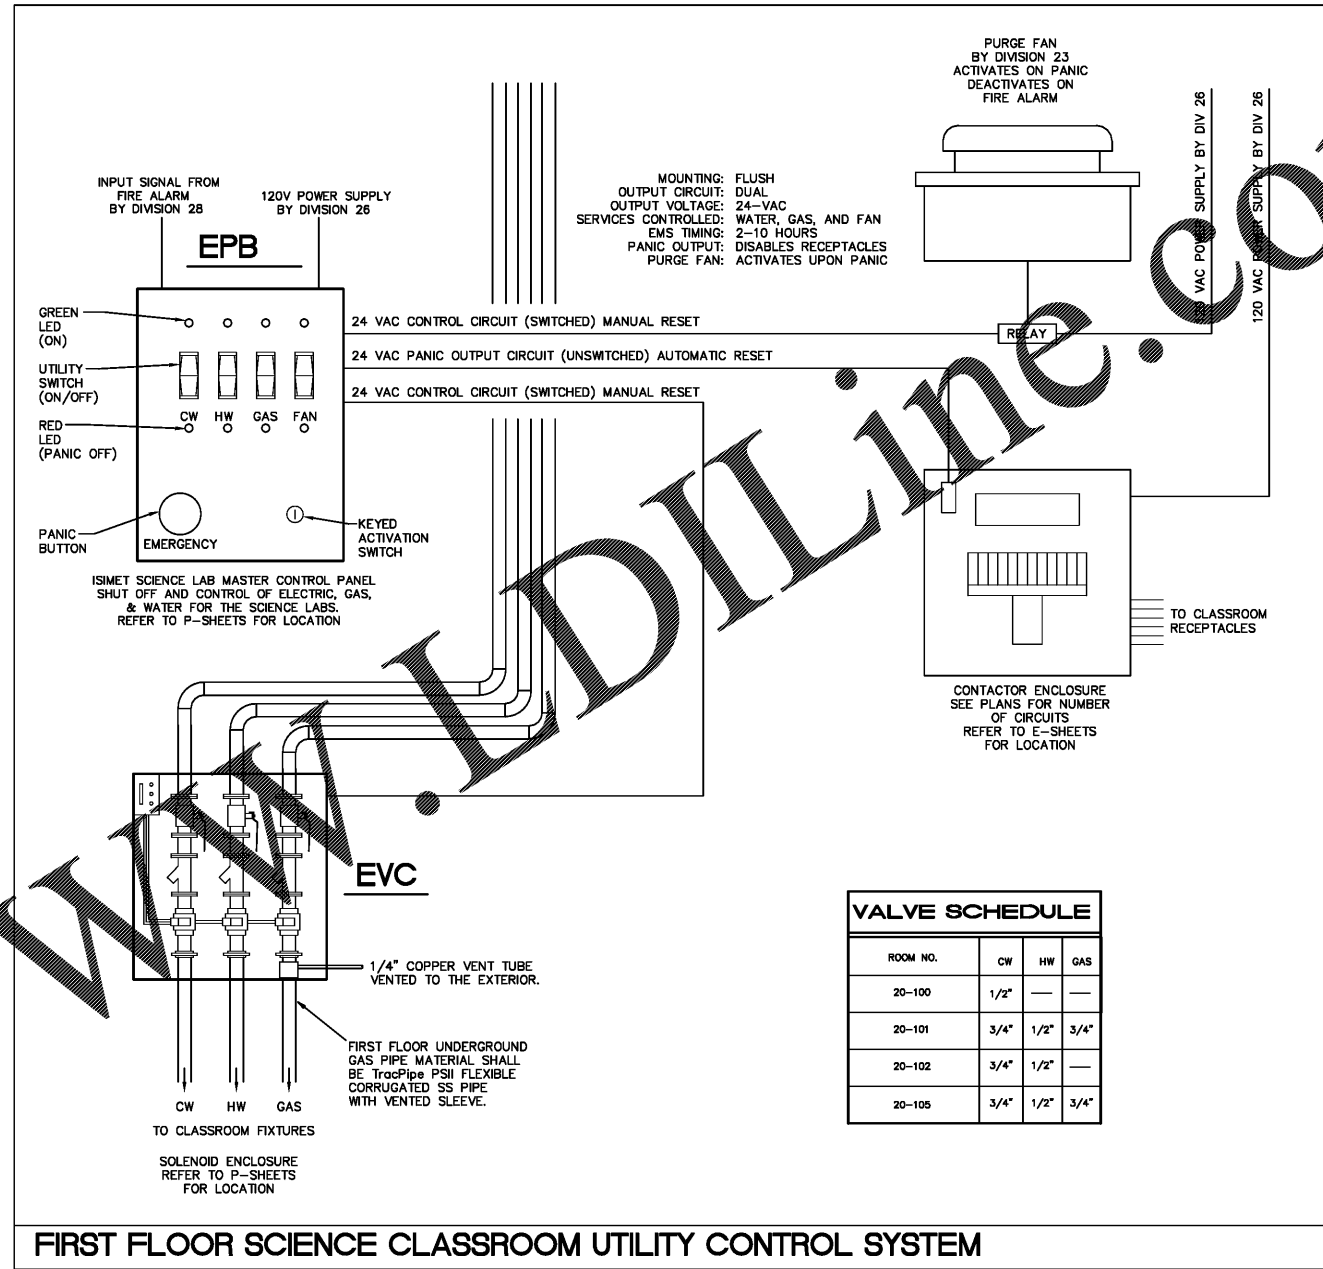 PURGE FAN
BY DIVISION 23
ACTIVATES ON PANIC
DEACTIVATES ON
FIRE ALARM
120 VAC POWER SUPPLY BY DIV 26
120 VAC POWER SUPPLY BY DIV 26
INPUT SIGNAL FROM
FIRE ALARM
BY DIVISION 28
120V POWER SUPPLY
BY DIVISION 26
MOUNTING: FLUSH
OUTPUT CIRCUIT: DUAL
OUTPUT VOLTAGE: 24-VAC
SERVICES CONTROLLED: WATER, GAS, AND FAN
EMS TIMING: 2-10 HOURS
PANIC OUTPUT: DISABLES RECEPTACLES
PURGE FAN: ACTIVATES UPON PANIC
EPB
GREEN
LED
(ON)
UTILITY
SWITCH
(ON/OFF)
RED
LED
(PANIC OFF)
CW HW GAS FAN
PANIC
BUTTON
EMERGENCY
KEYED
ACTIVATION
SWITCH
24 VAC CONTROL CIRCUIT (SWITCHED) MANUAL RESET
24 VAC PANIC OUTPUT CIRCUIT (UNSWITCHED) AUTOMATIC RESET
24 VAC CONTROL CIRCUIT (SWITCHED) MANUAL RESET
RELAY
ISIMET SCIENCE LAB MASTER CONTROL PANEL
SHUT OFF AND CONTROL OF ELECTRIC, GAS,
& WATER FOR THE SCIENCE LABS.
REFER TO P-SHEETS FOR LOCATION
TO CLASSROOM
RECEPTACLES
CONTACTOR ENCLOSURE
SEE PLANS FOR NUMBER
OF CIRCUITS
REFER TO E-SHEETS
FOR LOCATION
EVC
1/4" COPPER VENT TUBE
VENTED TO THE EXTERIOR.
FIRST FLOOR UNDERGROUND
GAS PIPE MATERIAL SHALL
BE TracPipe PSII FLEXIBLE
CORRUGATED SS PIPE
WITH VENTED SLEEVE.
CW HW GAS
TO CLASSROOM FIXTURES
SOLENOID ENCLOSURE
REFER TO P-SHEETS
FOR LOCATION
VALVE SCHEDULE
ROOM NO. CW HW GAS
20-100 1/2" — —
20-101 3/4" 1/2" 3/4"
20-102 3/4" 1/2" —
20-105 3/4" 1/2" 3/4"
FIRST FLOOR SCIENCE CLASSROOM UTILITY CONTROL SYSTEM
www.LDILine.co